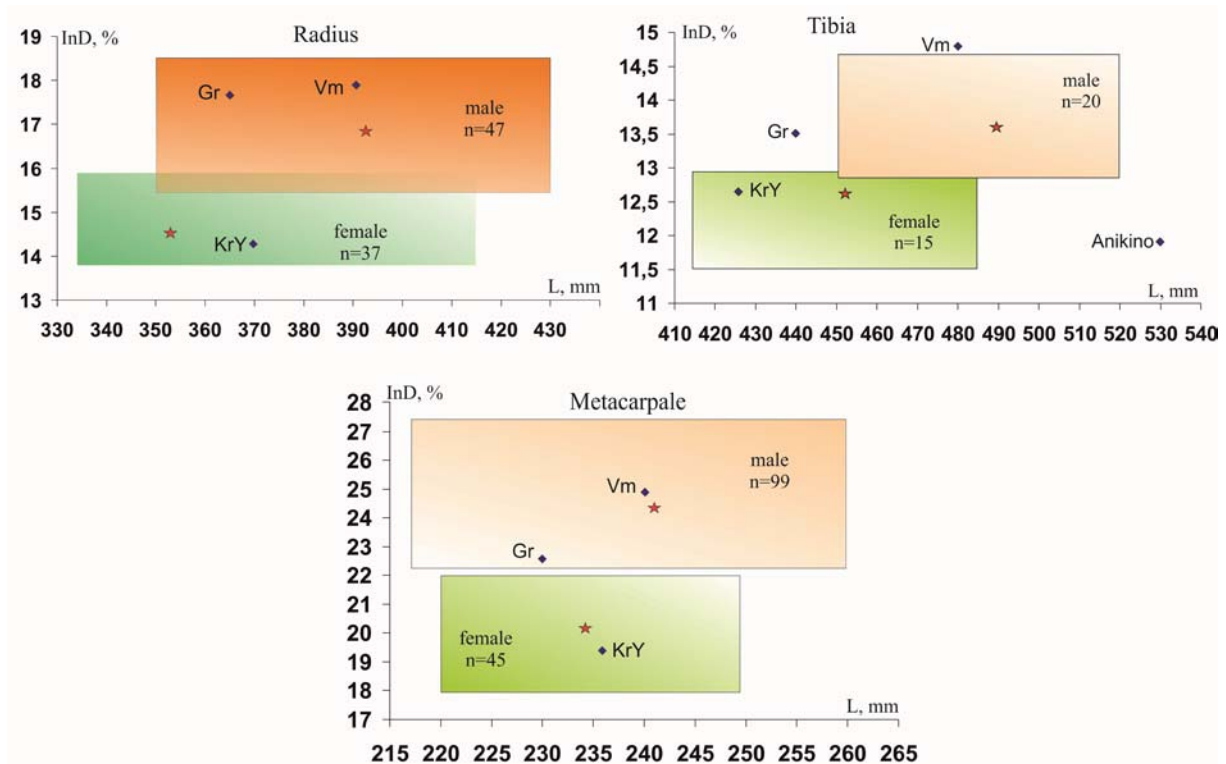 Radius
InD, %
19
18
17
16
15
14
13
Gr
Vm
male
n=47
female
n=37
KrY
L, mm
330 340 350 360 370 380 390 400 410 420 430
Tibia
InD, %
15
14,5
14
13,5
13
12,5
12
11,5
11
Vm
male
n=20
Gr
KrY
female
n=15
Anikino
L, mm
410 420 430 440 450 460 470 480 490 500 510 520 530 540
Metacarpale
InD, %
28
27
26
25
24
23
22
21
20
19
18
17
male
n=99
Vm
Gr
female
n=45
KrY
L, mm
215 220 225 230 235 240 245 250 255 260 265